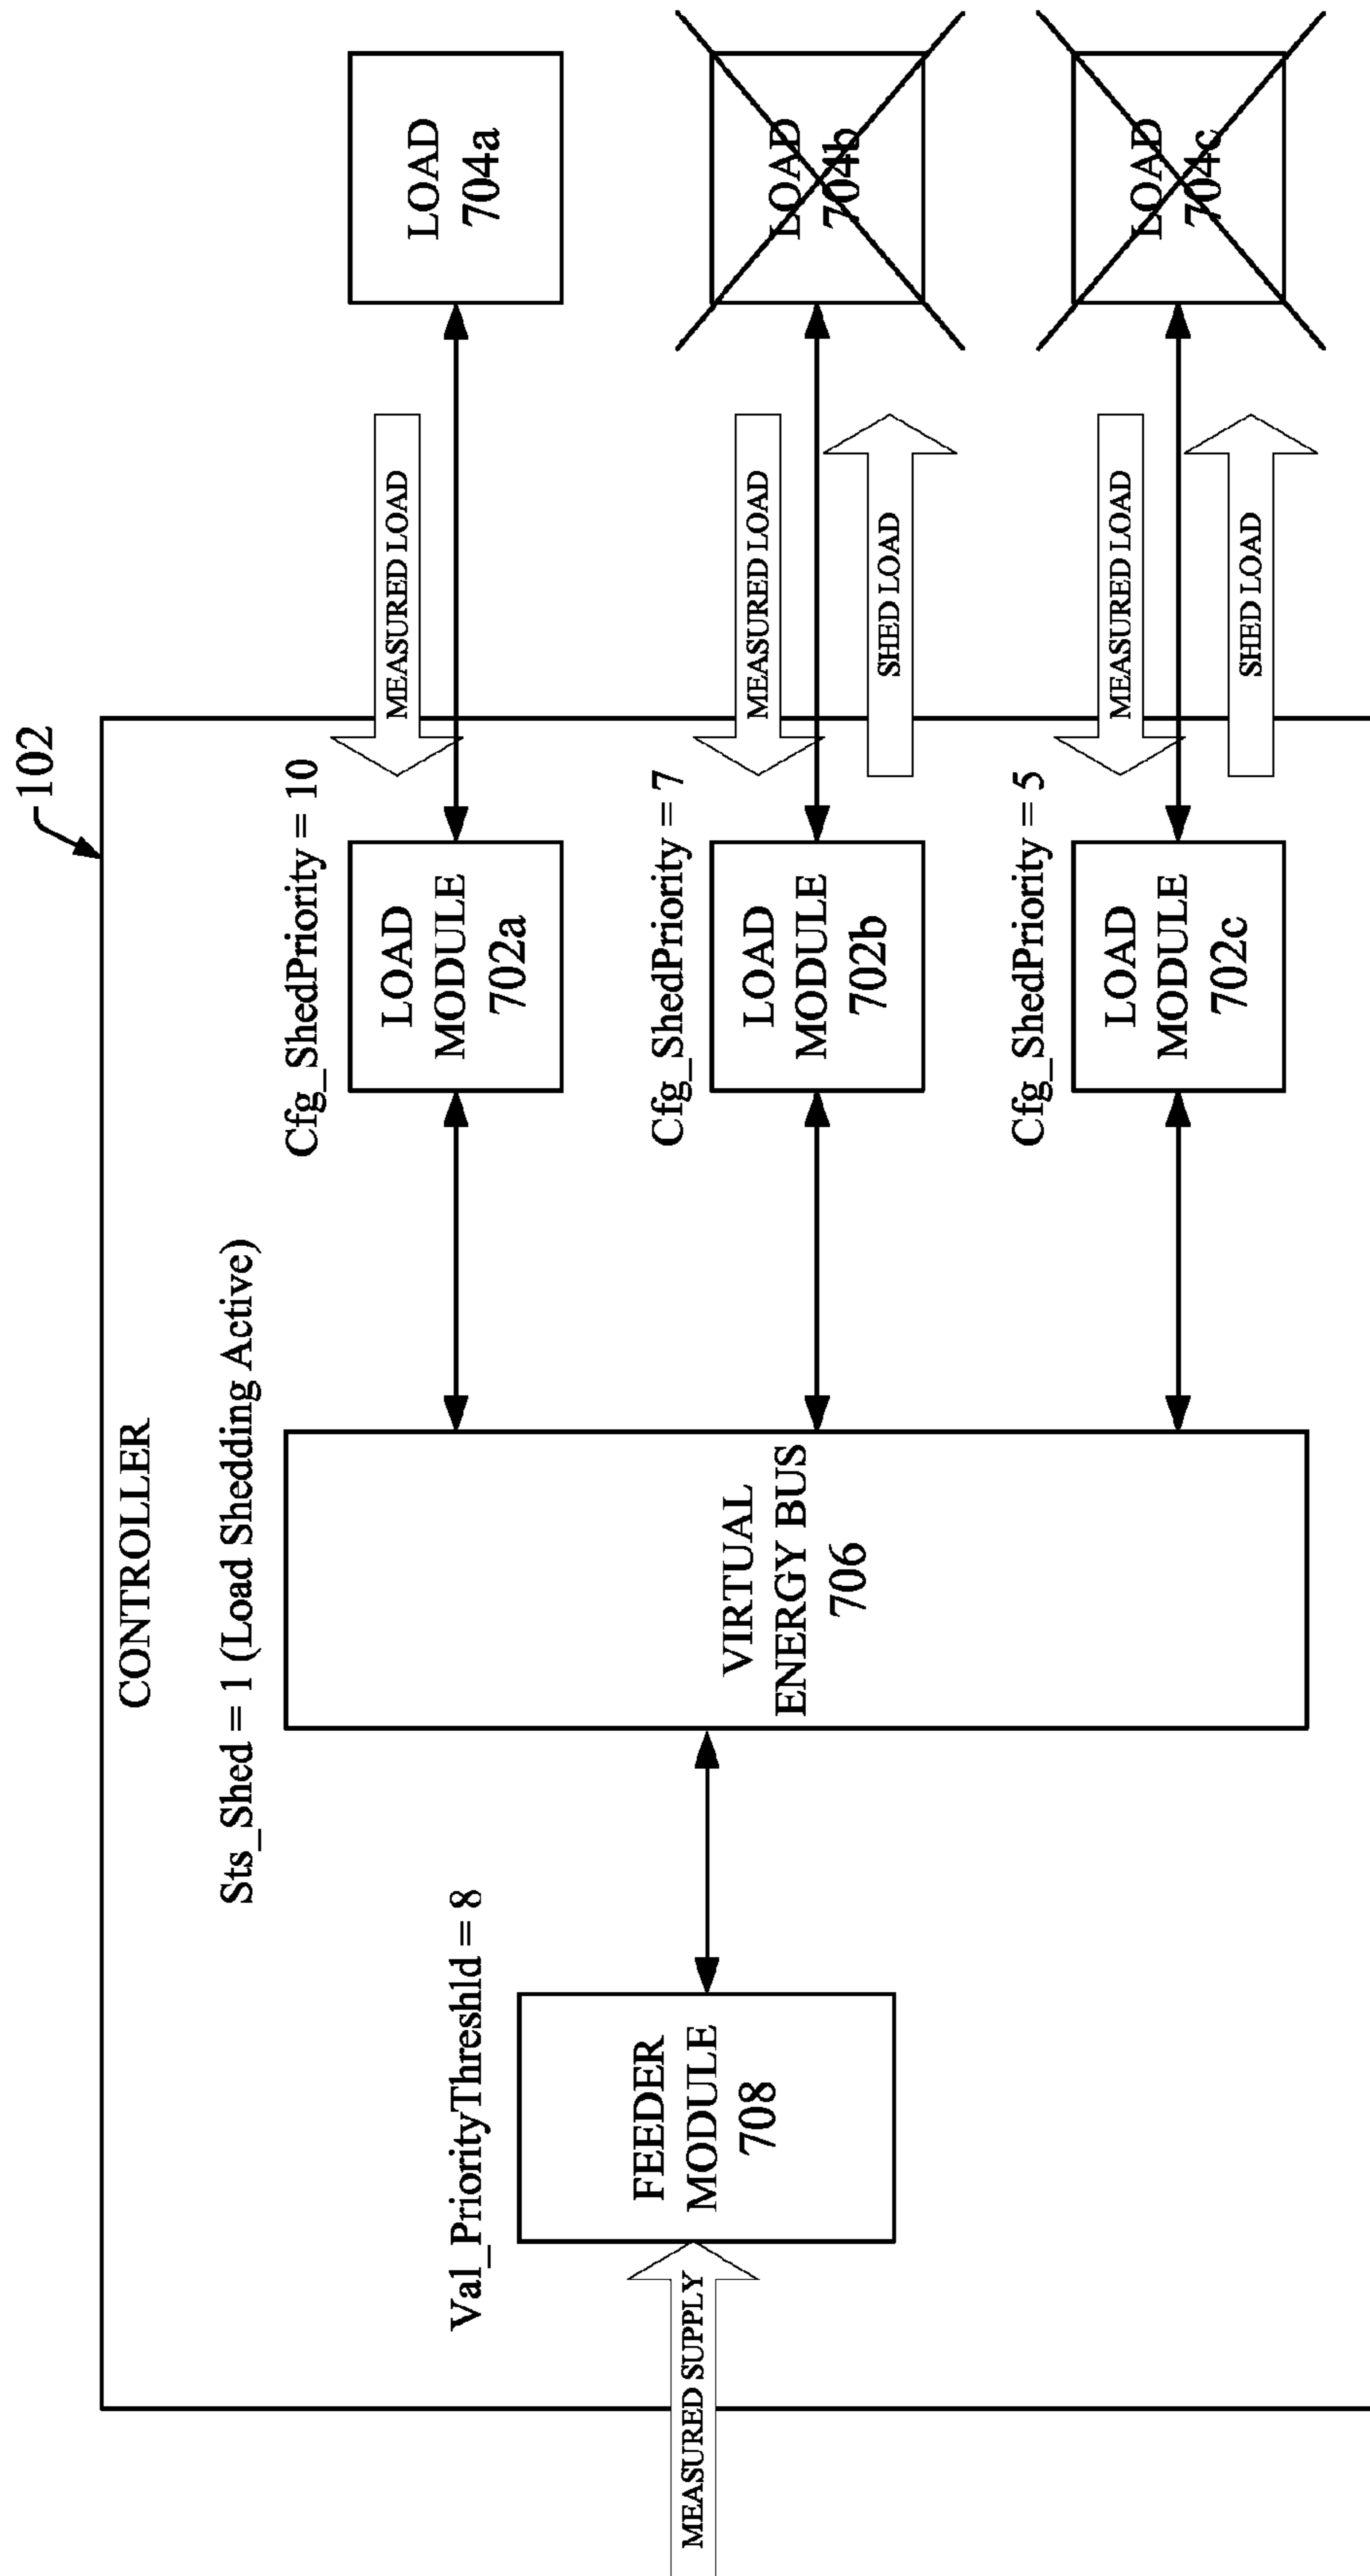 102
CONTROLLER
Sts_Shed = 1 (Load Shedding Active)
Val_PriorityThreshld = 8
MEASURED SUPPLY
FEEDER
MODULE
708
VIRTUAL
ENERGY BUS
706
Cfg_ShedPriority = 10
LOAD
MODULE
702a
MEASURED LOAD
LOAD
704a
Cfg_ShedPriority = 7
LOAD
MODULE
702b
MEASURED LOAD
SHED LOAD
LOAD
704b
Cfg_ShedPriority = 5
LOAD
MODULE
702c
MEASURED LOAD
SHED LOAD
LOAD
704c